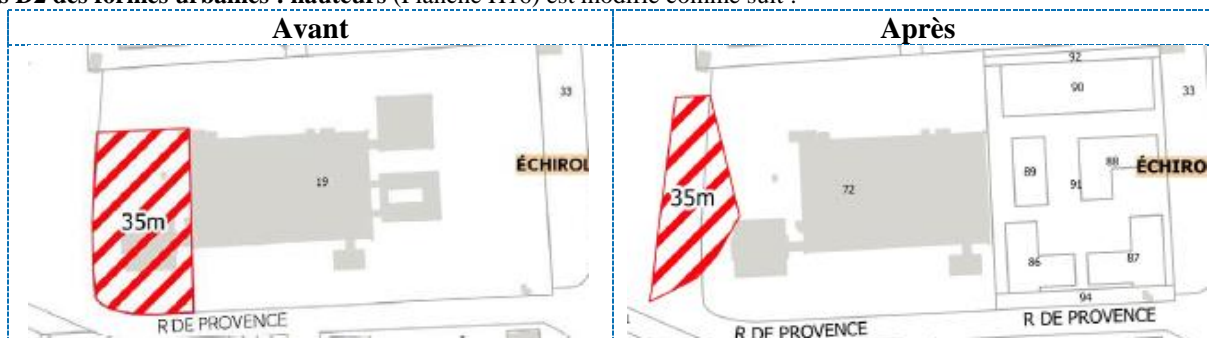 D2 des formes urbaines : hauteurs (Planche H16) est modifié comme suit :
Avant
Après
33
ÉCHIROL
19
35m
R DE PROVENCE
92
90
33
88
ÉCHIRO
89
91
72
35m
86
87
94
R DE PROVENCE
R DE PROVENCE